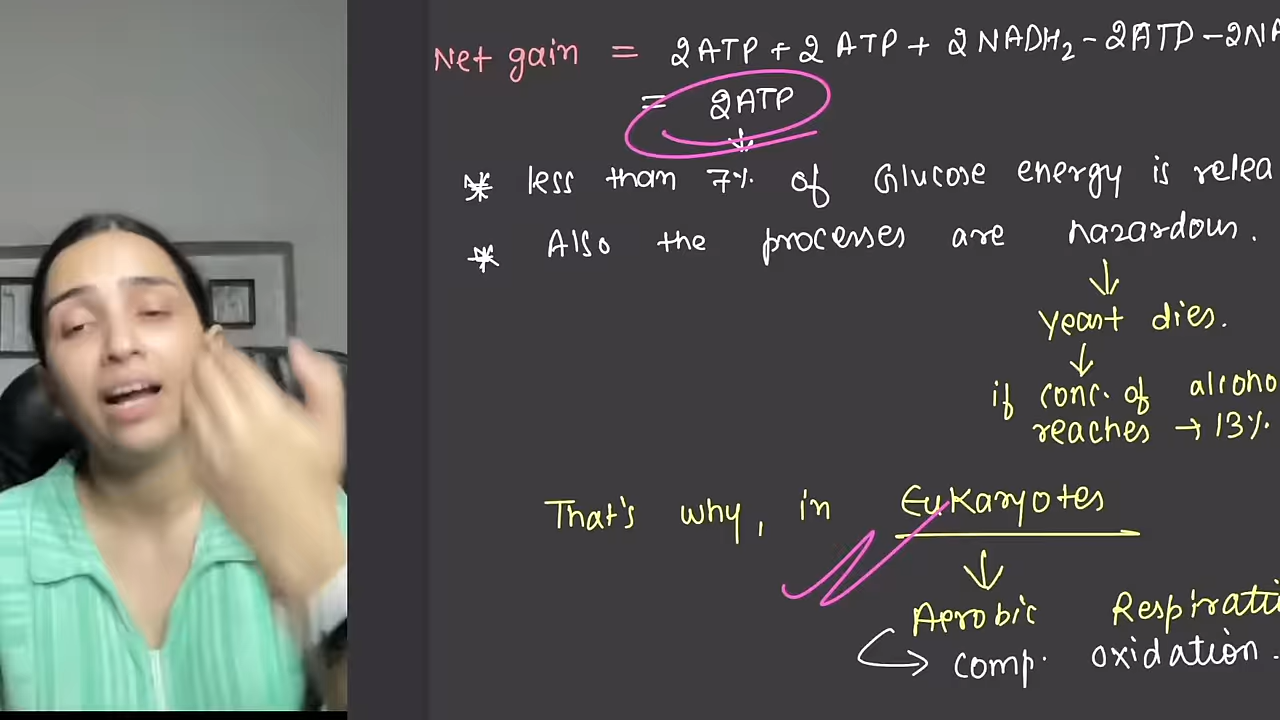 Net gain = 2ATP + 2 ATP + 2 NADH₂ - 2ATP - 2NA
= 2ATP
↓
* less than 7% of Glucose energy is relea
* Also the processes are hazardous.
↓
yeast dies.
↓
if conc. of alcoho
reaches → 13%.
That's why, in Eukaryotes
↓
Aerobic Respirati
→ comp. oxidation.